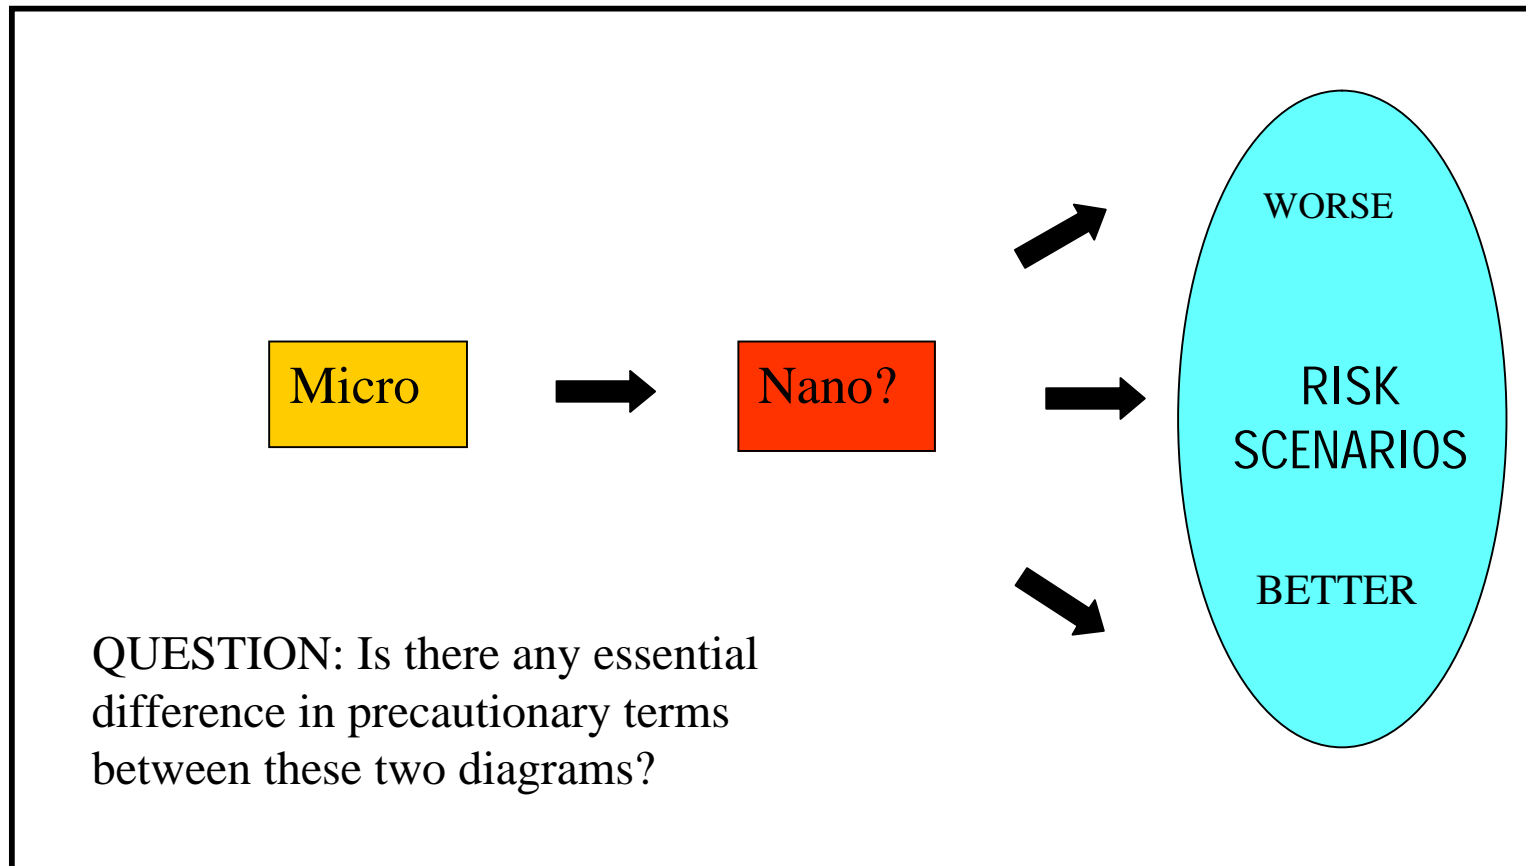 WORSE
Micro
Nano?
RISK
SCENARIOS
BETTER
QUESTION: Is there any essential
difference in precautionary terms
between these two diagrams?